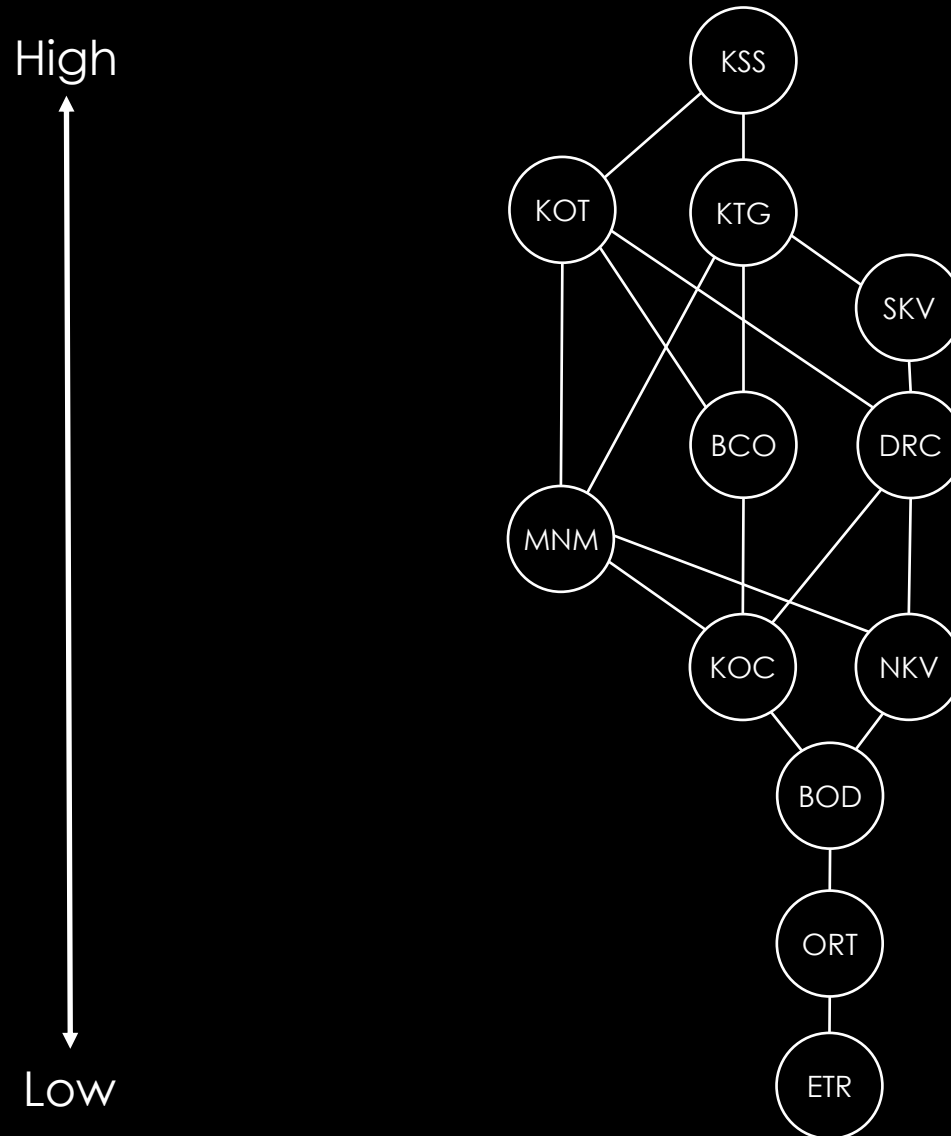 High
KSS
KOT
KTG
SKV
BCO
DRC
MNM
KOC
NKV
BOD
ORT
ETR
Low